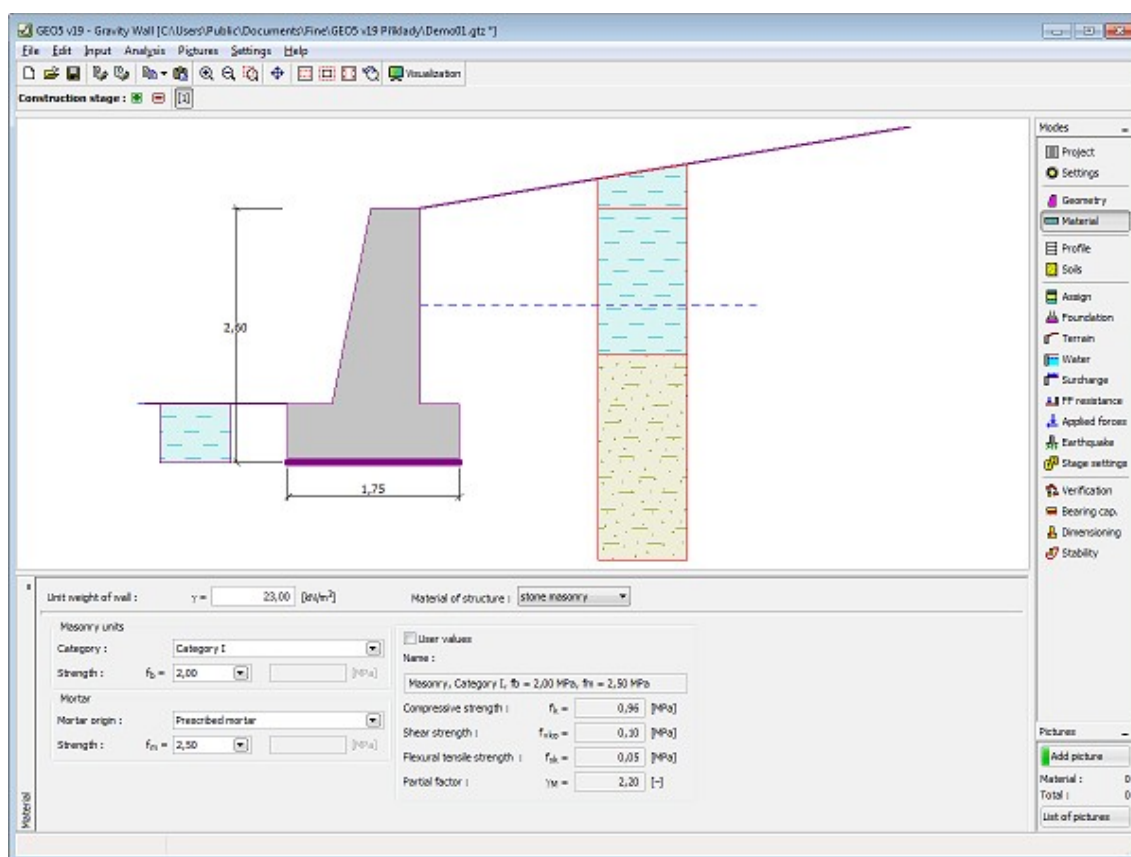 GEO5 v19 - Gravity Wall [C:\Users\Public\Documents\Fine\GEO5 v19 Příklady\Demo01.gtz *]
File Edit Input Analysis Pictures Settings Help
Visualization
Construction stage : [1]
2,60
1,75
Modes
Project
Settings
Geometry
Material
Profile
Soils
Assign
Foundation
Terrain
Water
Surcharge
FF resistance
Applied forces
Earthquake
Stage settings
Verification
Bearing cap.
Dimensioning
Stability
Pictures
Add picture
Material : 0
Total : 0
List of pictures
Material
Unit weight of wall : γ = 23,00 [kN/m³] Material of structure : stone masonry
Masonry units
Category : Category I
Strength : fb = 2,00 [MPa]
Mortar
Mortar origin : Prescribed mortar
Strength : fm = 2,50 [MPa]
User values
Name :
Masonry, Category I, fb = 2,00 MPa, fm = 2,50 MPa
Compressive strength : fk = 0,96 [MPa]
Shear strength : fvko = 0,10 [MPa]
Flexural tensile strength : fxk = 0,05 [MPa]
Partial factor : γM = 2,20 [–]